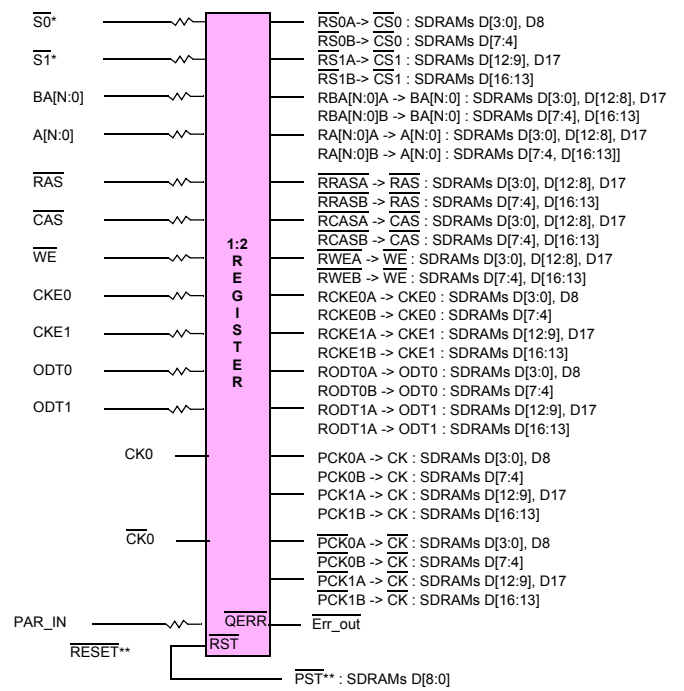 S̅0̅*
RS0A-> CS0 : SDRAMs D[3:0], D8
RS0B-> CS0 : SDRAMs D[7:4]
S1*
RS1A-> CS1 : SDRAMs D[12:9], D17
RS1B-> CS1 : SDRAMs D[16:13]
BA[N:0]
RBA[N:0]A -> BA[N:0] : SDRAMs D[3:0], D[12:8], D17
RBA[N:0]B -> BA[N:0] : SDRAMs D[7:4], D[16:13]
A[N:0]
RA[N:0]A -> A[N:0] : SDRAMs D[3:0], D[12:8], D17
RA[N:0]B -> A[N:0] : SDRAMs D[7:4, D[16:13]]
RAS
RRASA -> RAS : SDRAMs D[3:0], D[12:8], D17
RRASB -> RAS : SDRAMs D[7:4], D[16:13]
CAS
RCASA -> CAS : SDRAMs D[3:0], D[12:8], D17
RCASB -> CAS : SDRAMs D[7:4], D[16:13]
WE
RWEA -> WE : SDRAMs D[3:0], D[12:8], D17
RWEB -> WE : SDRAMs D[7:4], D[16:13]
CKE0
RCKE0A -> CKE0 : SDRAMs D[3:0], D8
RCKE0B -> CKE0 : SDRAMs D[7:4]
CKE1
RCKE1A -> CKE1 : SDRAMs D[12:9], D17
RCKE1B -> CKE1 : SDRAMs D[16:13]
ODT0
RODT0A -> ODT0 : SDRAMs D[3:0], D8
RODT0B -> ODT0 : SDRAMs D[7:4]
ODT1
RODT1A -> ODT1 : SDRAMs D[12:9], D17
RODT1A -> ODT1 : SDRAMs D[16:13]
1:2
R
E
G
I
S
T
E
R
CK0
PCK0A -> CK : SDRAMs D[3:0], D8
PCK0B -> CK : SDRAMs D[7:4]
PCK1A -> CK : SDRAMs D[12:9], D17
PCK1B -> CK : SDRAMs D[16:13]
CK0
PCK0A -> CK : SDRAMs D[3:0], D8
PCK0B -> CK : SDRAMs D[7:4]
PCK1A -> CK : SDRAMs D[12:9], D17
PCK1B -> CK : SDRAMs D[16:13]
PAR_IN
QERR
Err_out
RESET**
RST
PST** : SDRAMs D[8:0]